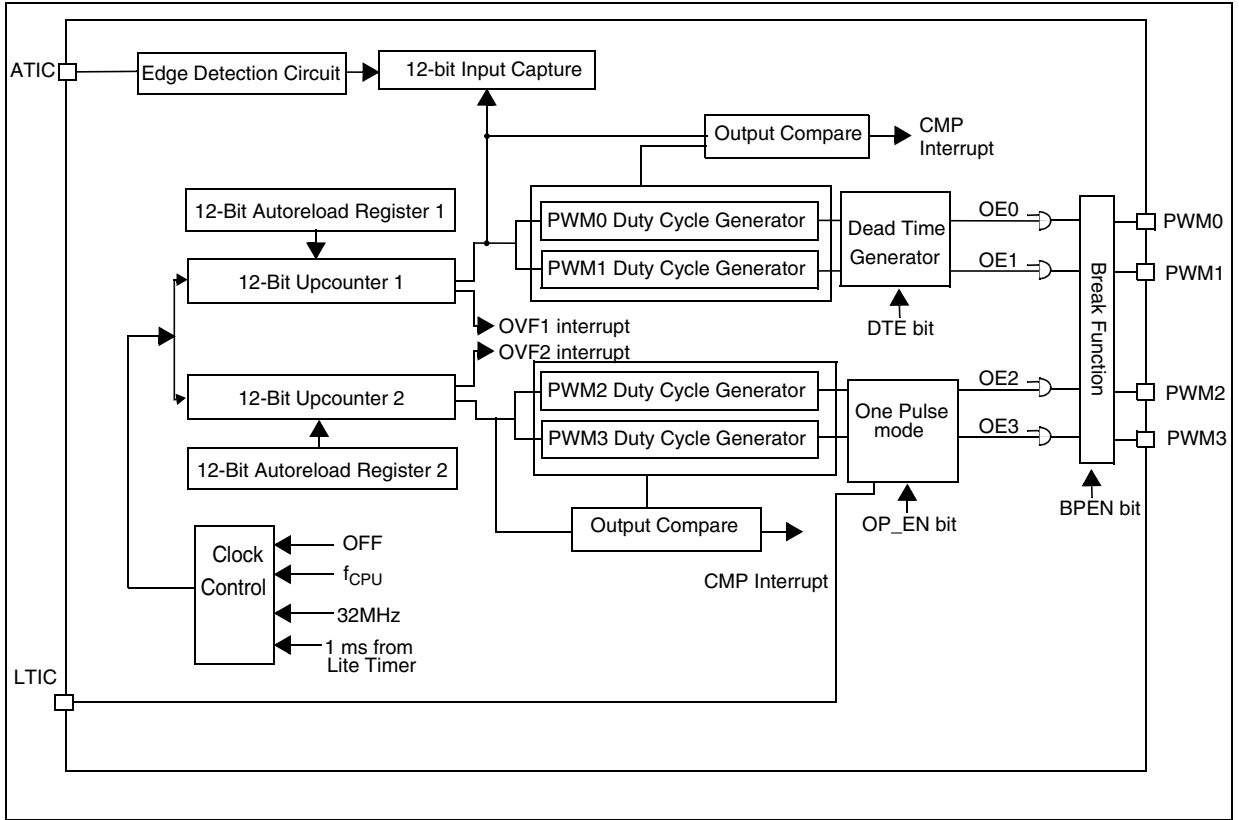 ATIC
Edge Detection Circuit
12-bit Input Capture
Output Compare
CMP
Interrupt
12-Bit Autoreload Register 1
PWM0 Duty Cycle Generator
PWM1 Duty Cycle Generator
Dead Time
Generator
OE0
OE1
PWM0
PWM1
12-Bit Upcounter 1
OVF1 interrupt
DTE bit
Break Function
OVF2 interrupt
12-Bit Upcounter 2
PWM2 Duty Cycle Generator
PWM3 Duty Cycle Generator
One Pulse
mode
OE2
OE3
PWM2
PWM3
12-Bit Autoreload Register 2
BPEN bit
OP_EN bit
Output Compare
CMP Interrupt
Clock
Control
OFF
fCPU
32MHz
1 ms from
Lite Timer
LTIC